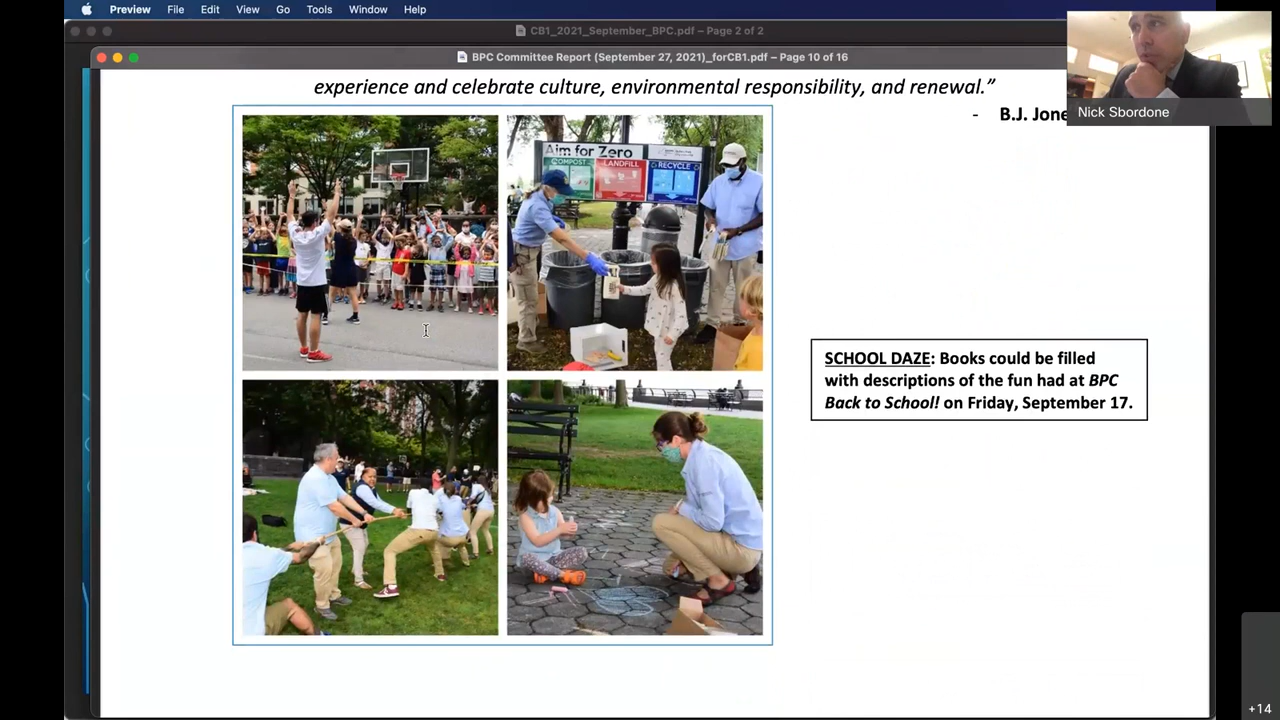 Preview File Edit View Go Tools Window Help
CB1_2021_September_BPC.pdf – Page 2 of 2
BPC Committee Report (September 27, 2021)_forCB1.pdf – Page 10 of 16
experience and celebrate culture, environmental responsibility, and renewal.”
- B.J. Jone
Nick Sbordone
Aim for Zero
COMPOST LANDFILL RECYCLE
SCHOOL DAZE: Books could be filled
with descriptions of the fun had at BPC
Back to School! on Friday, September 17.
+14